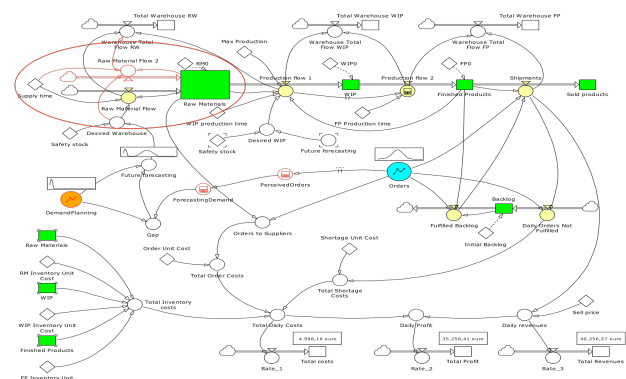 Total Warehouse RW
Total Warehouse WIP
Total Warehouse FP
Warehouse Total
Flow RW
Max Production
Warehouse Total
Flow WIP
Warehouse Total
Flow FP
Raw Material Flow 2
RM0
WIP0
FP0
Production flow 1
Production flow 2
Shipments
Supply time
Raw Materials
WIP
Finished Products
Sold products
Raw Material Flow
WIP production time
FP Production time
Desired Warehouse
Safety stock
Safety stock
Desired WIP
Future forecasting
Future forecasting
PerceivedOrders
Orders
DemandPlanning
ForecastingDemand
Backlog
Gap
Orders to Suppliers
Fulfilled Backlog
Daily Orders Not
Fulfilled
Raw Materials
Order Unit Cost
Shortage Unit Cost
Initial Backlog
RM Inventory Unit
Cost
Total Order Costs
WIP
Total Shortage
Costs
Total Inventory
costs
Sell price
WIP Inventory Unit
Cost
Total Daily Costs
Daily Profit
Daily revenues
Finished Products
4.998,16 euro
35.258,41 euro
40.256,57 euro
Rate_1
Total costs
Rate_2
Total Profit
Rate_3
Total Revenues
FP Inventory Unit